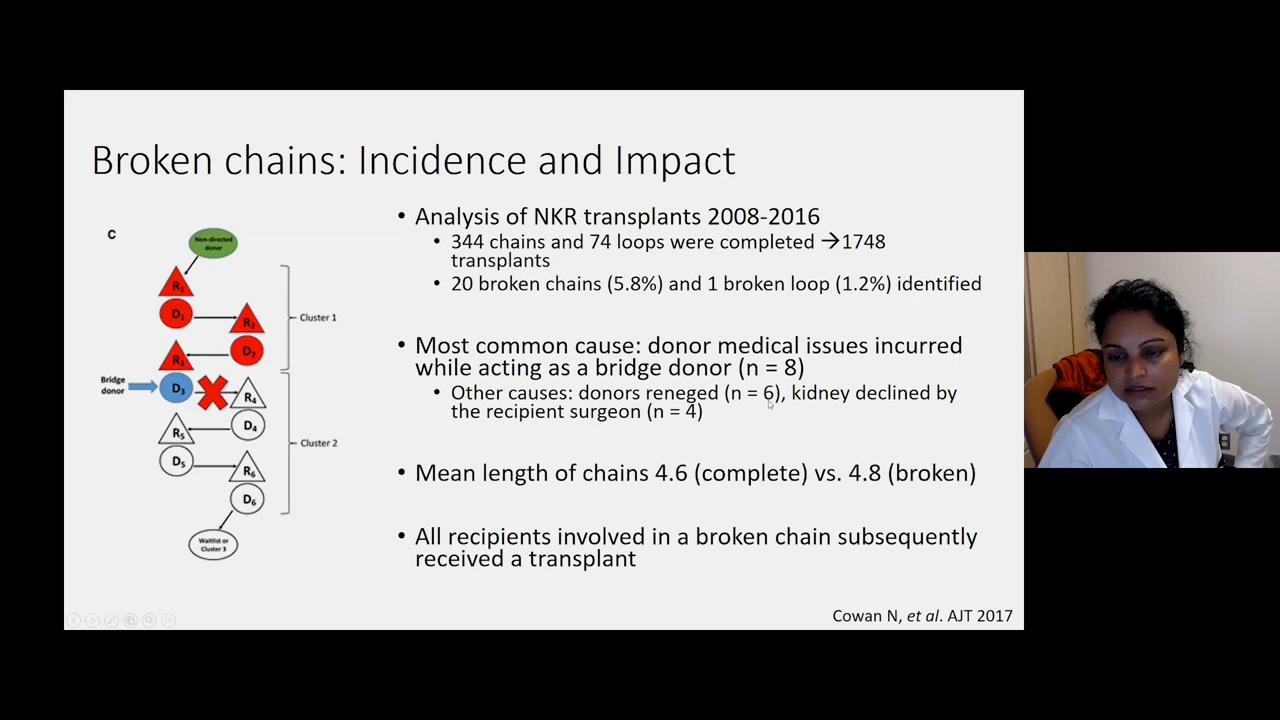 Broken chains: Incidence and Impact
C
Non-directed
donor
R1
D1
R2
Cluster 1
D2
R3
Bridge
donor
D3
R4
D4
R5
Cluster 2
D5
R6
D6
Waitlist or
Cluster 3
• Analysis of NKR transplants 2008-2016
• 344 chains and 74 loops were completed →1748
transplants
• 20 broken chains (5.8%) and 1 broken loop (1.2%) identified
• Most common cause: donor medical issues incurred
while acting as a bridge donor (n = 8)
• Other causes: donors reneged (n = 6), kidney declined by
the recipient surgeon (n = 4)
• Mean length of chains 4.6 (complete) vs. 4.8 (broken)
• All recipients involved in a broken chain subsequently
received a transplant
Cowan N, et al. AJT 2017